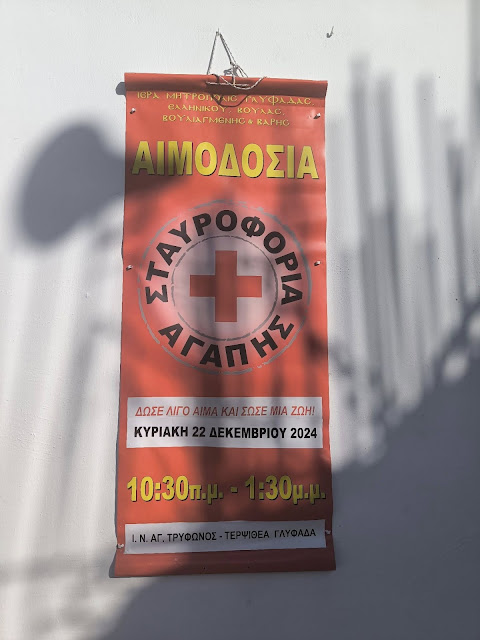 ΙΕΡΑ ΜΗΤΡΟΠΟΛΙΣ ΓΛΥΦΑΔΑΣ
ΕΛΛΗΝΙΚΟΥ, ΒΟΥΛΑΣ,
ΒΟΥΛΙΑΓΜΕΝΗΣ & ΒΑΡΗΣ
ΑΙΜΟΔΟΣΙΑ
ΣΤΑΥΡΟΦΟΡΙΑ
ΑΓΑΠΗΣ
ΔΩΣΕ ΛΙΓΟ ΑΙΜΑ ΚΑΙ ΣΩΣΕ ΜΙΑ ΖΩΗ!
ΚΥΡΙΑΚΗ 22 ΔΕΚΕΜΒΡΙΟΥ 2024
10:30π.μ. - 1:30μ.μ.
Ι. Ν. ΑΓ. ΤΡΥΦΩΝΟΣ - ΤΕΡΨΙΘΕΑ ΓΛΥΦΑΔΑ